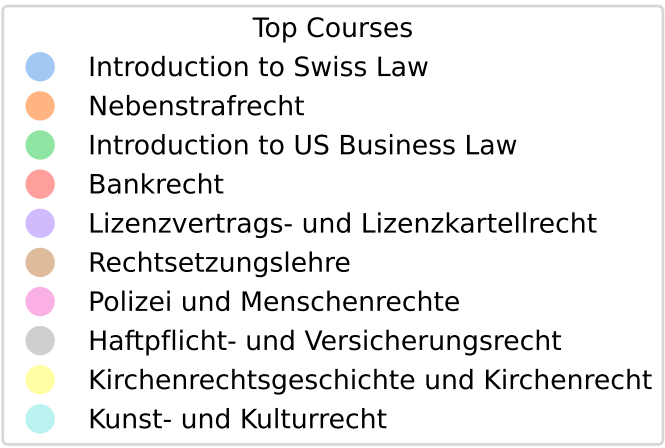 Top Courses
Introduction to Swiss Law
Nebenstrafrecht
Introduction to US Business Law
Bankrecht
Lizenzvertrags- und Lizenzkartellrecht
Rechtsetzungslehre
Polizei und Menschenrechte
Haftpflicht- und Versicherungsrecht
Kirchenrechtsgeschichte und Kirchenrecht
Kunst- und Kulturrecht